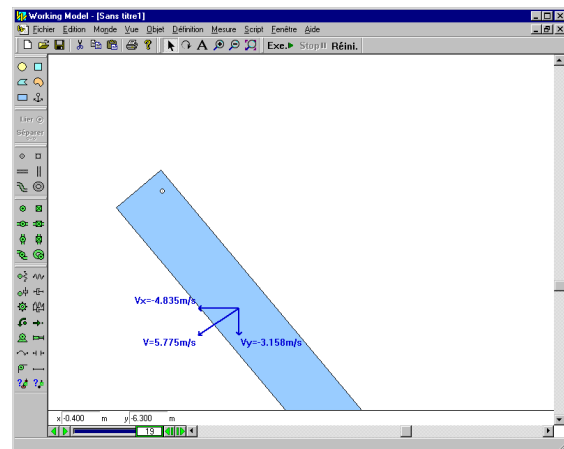 Working Model - [Sans titre1]
Fichier Edition Monde Vue Objet Définition Mesure Script Fenêtre Aide
A Exe. Stop Réini.
Lier
Séparer
Vx=-4.835m/s
V=5.775m/s Vy=-3.158m/s
x -0.400 m y -6.300 m
19